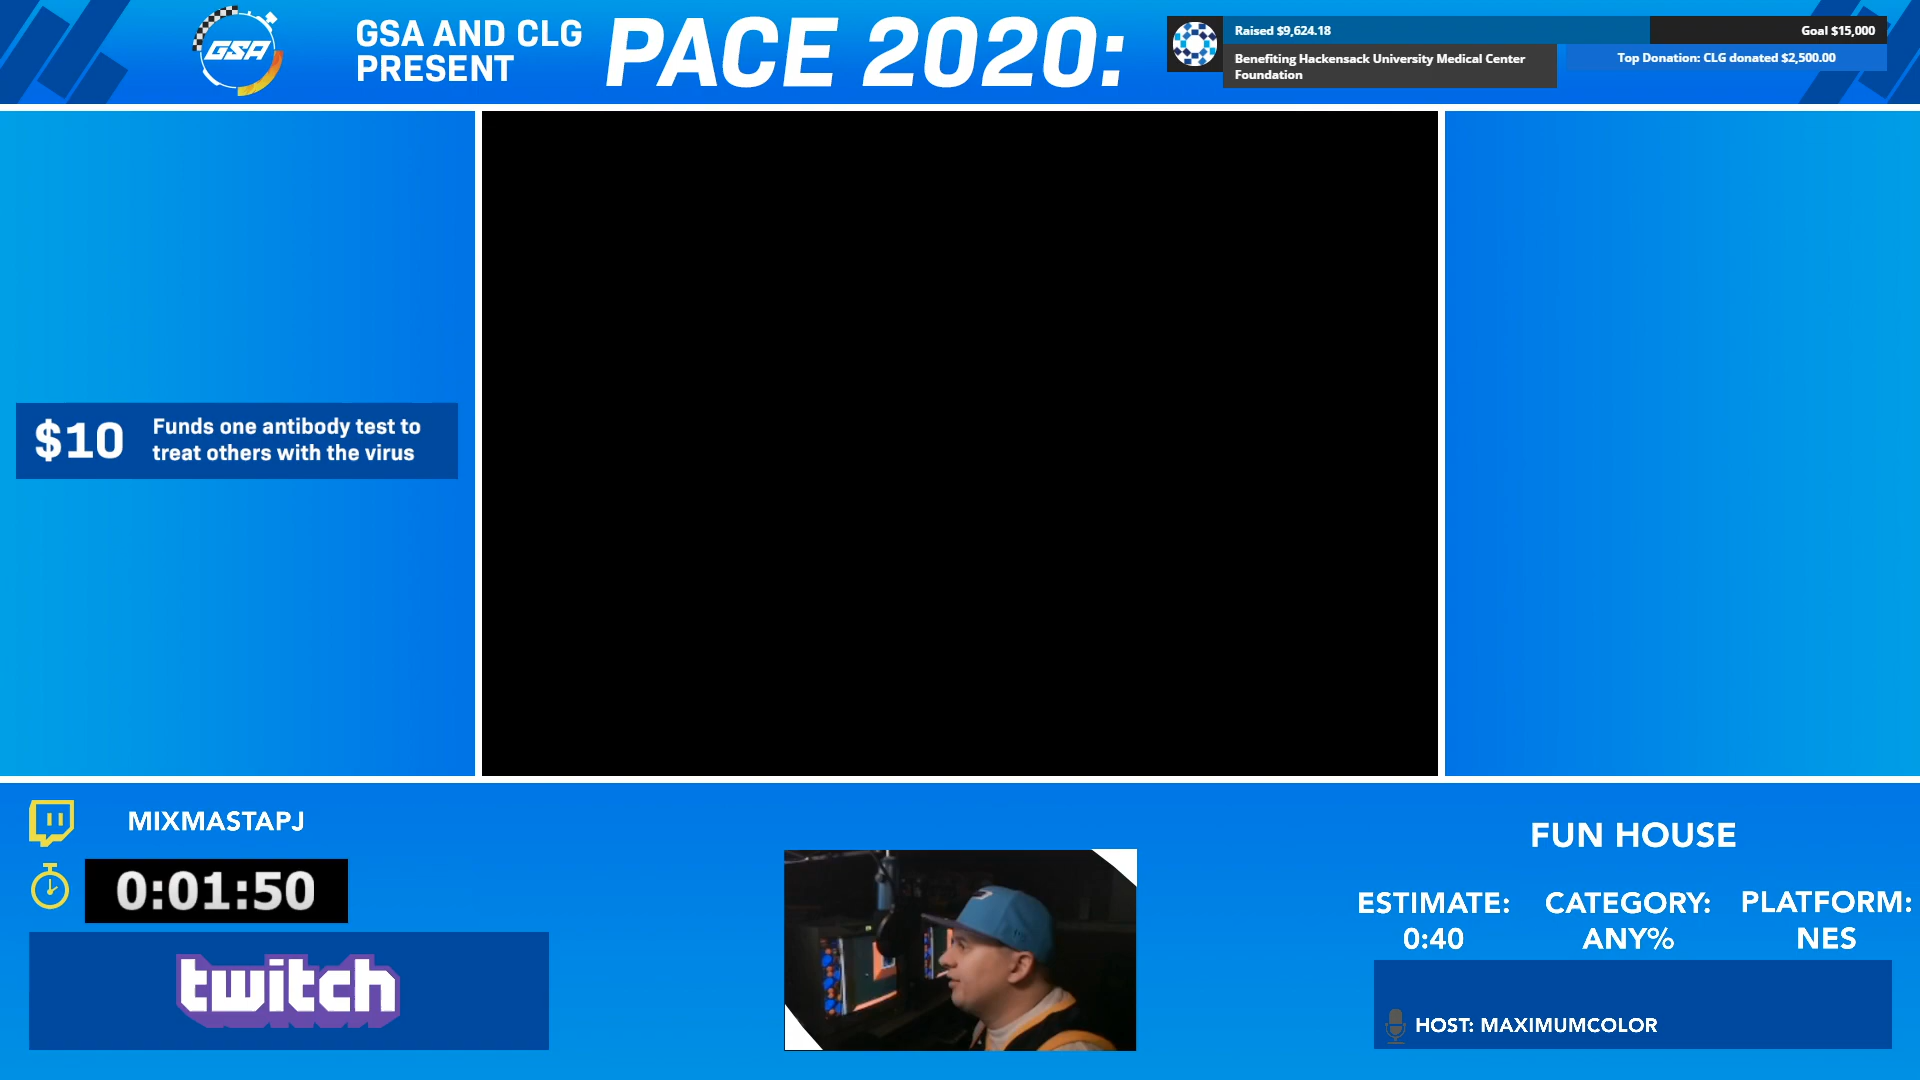 GSA
GSA AND CLG
PRESENT
PACE 2020:
Raised $9,624.18
Goal $15,000
Benefiting Hackensack University Medical Center
Foundation
Top Donation: CLG donated $2,500.00
$10
Funds one antibody test to
treat others with the virus
MIXMASTAPJ
0:01:50
twitch
FUN HOUSE
ESTIMATE:
0:40
CATEGORY:
ANY%
PLATFORM:
NES
HOST: MAXIMUMCOLOR